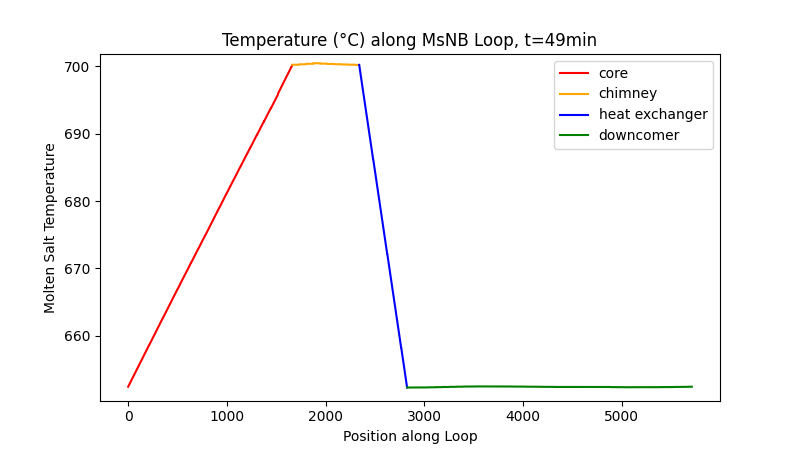 Temperature (°C) along MsNB Loop, t=49min
700
690
680
670
660
Molten Salt Temperature
core
chimney
heat exchanger
downcomer
0
1000
2000
3000
4000
5000
Position along Loop